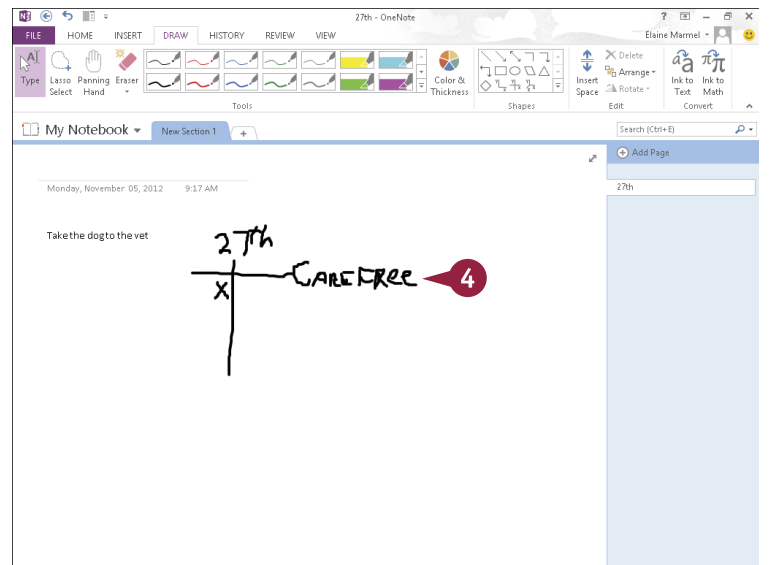 27th - OneNote
?
FILE HOME INSERT DRAW HISTORY REVIEW VIEW
Elaine Marmel
Type
Lasso Select
Panning Hand
Eraser
Tools
Color & Thickness
Shapes
Insert Space
Delete
Arrange
Rotate
Edit
Ink to Text
Ink to Math
Convert
My Notebook
New Section 1
+
Search (Ctrl+E)
Add Page
27th
Monday, November 05, 2012 9:17 AM
Take the dog to the vet
27th
CAREFREE
X
4